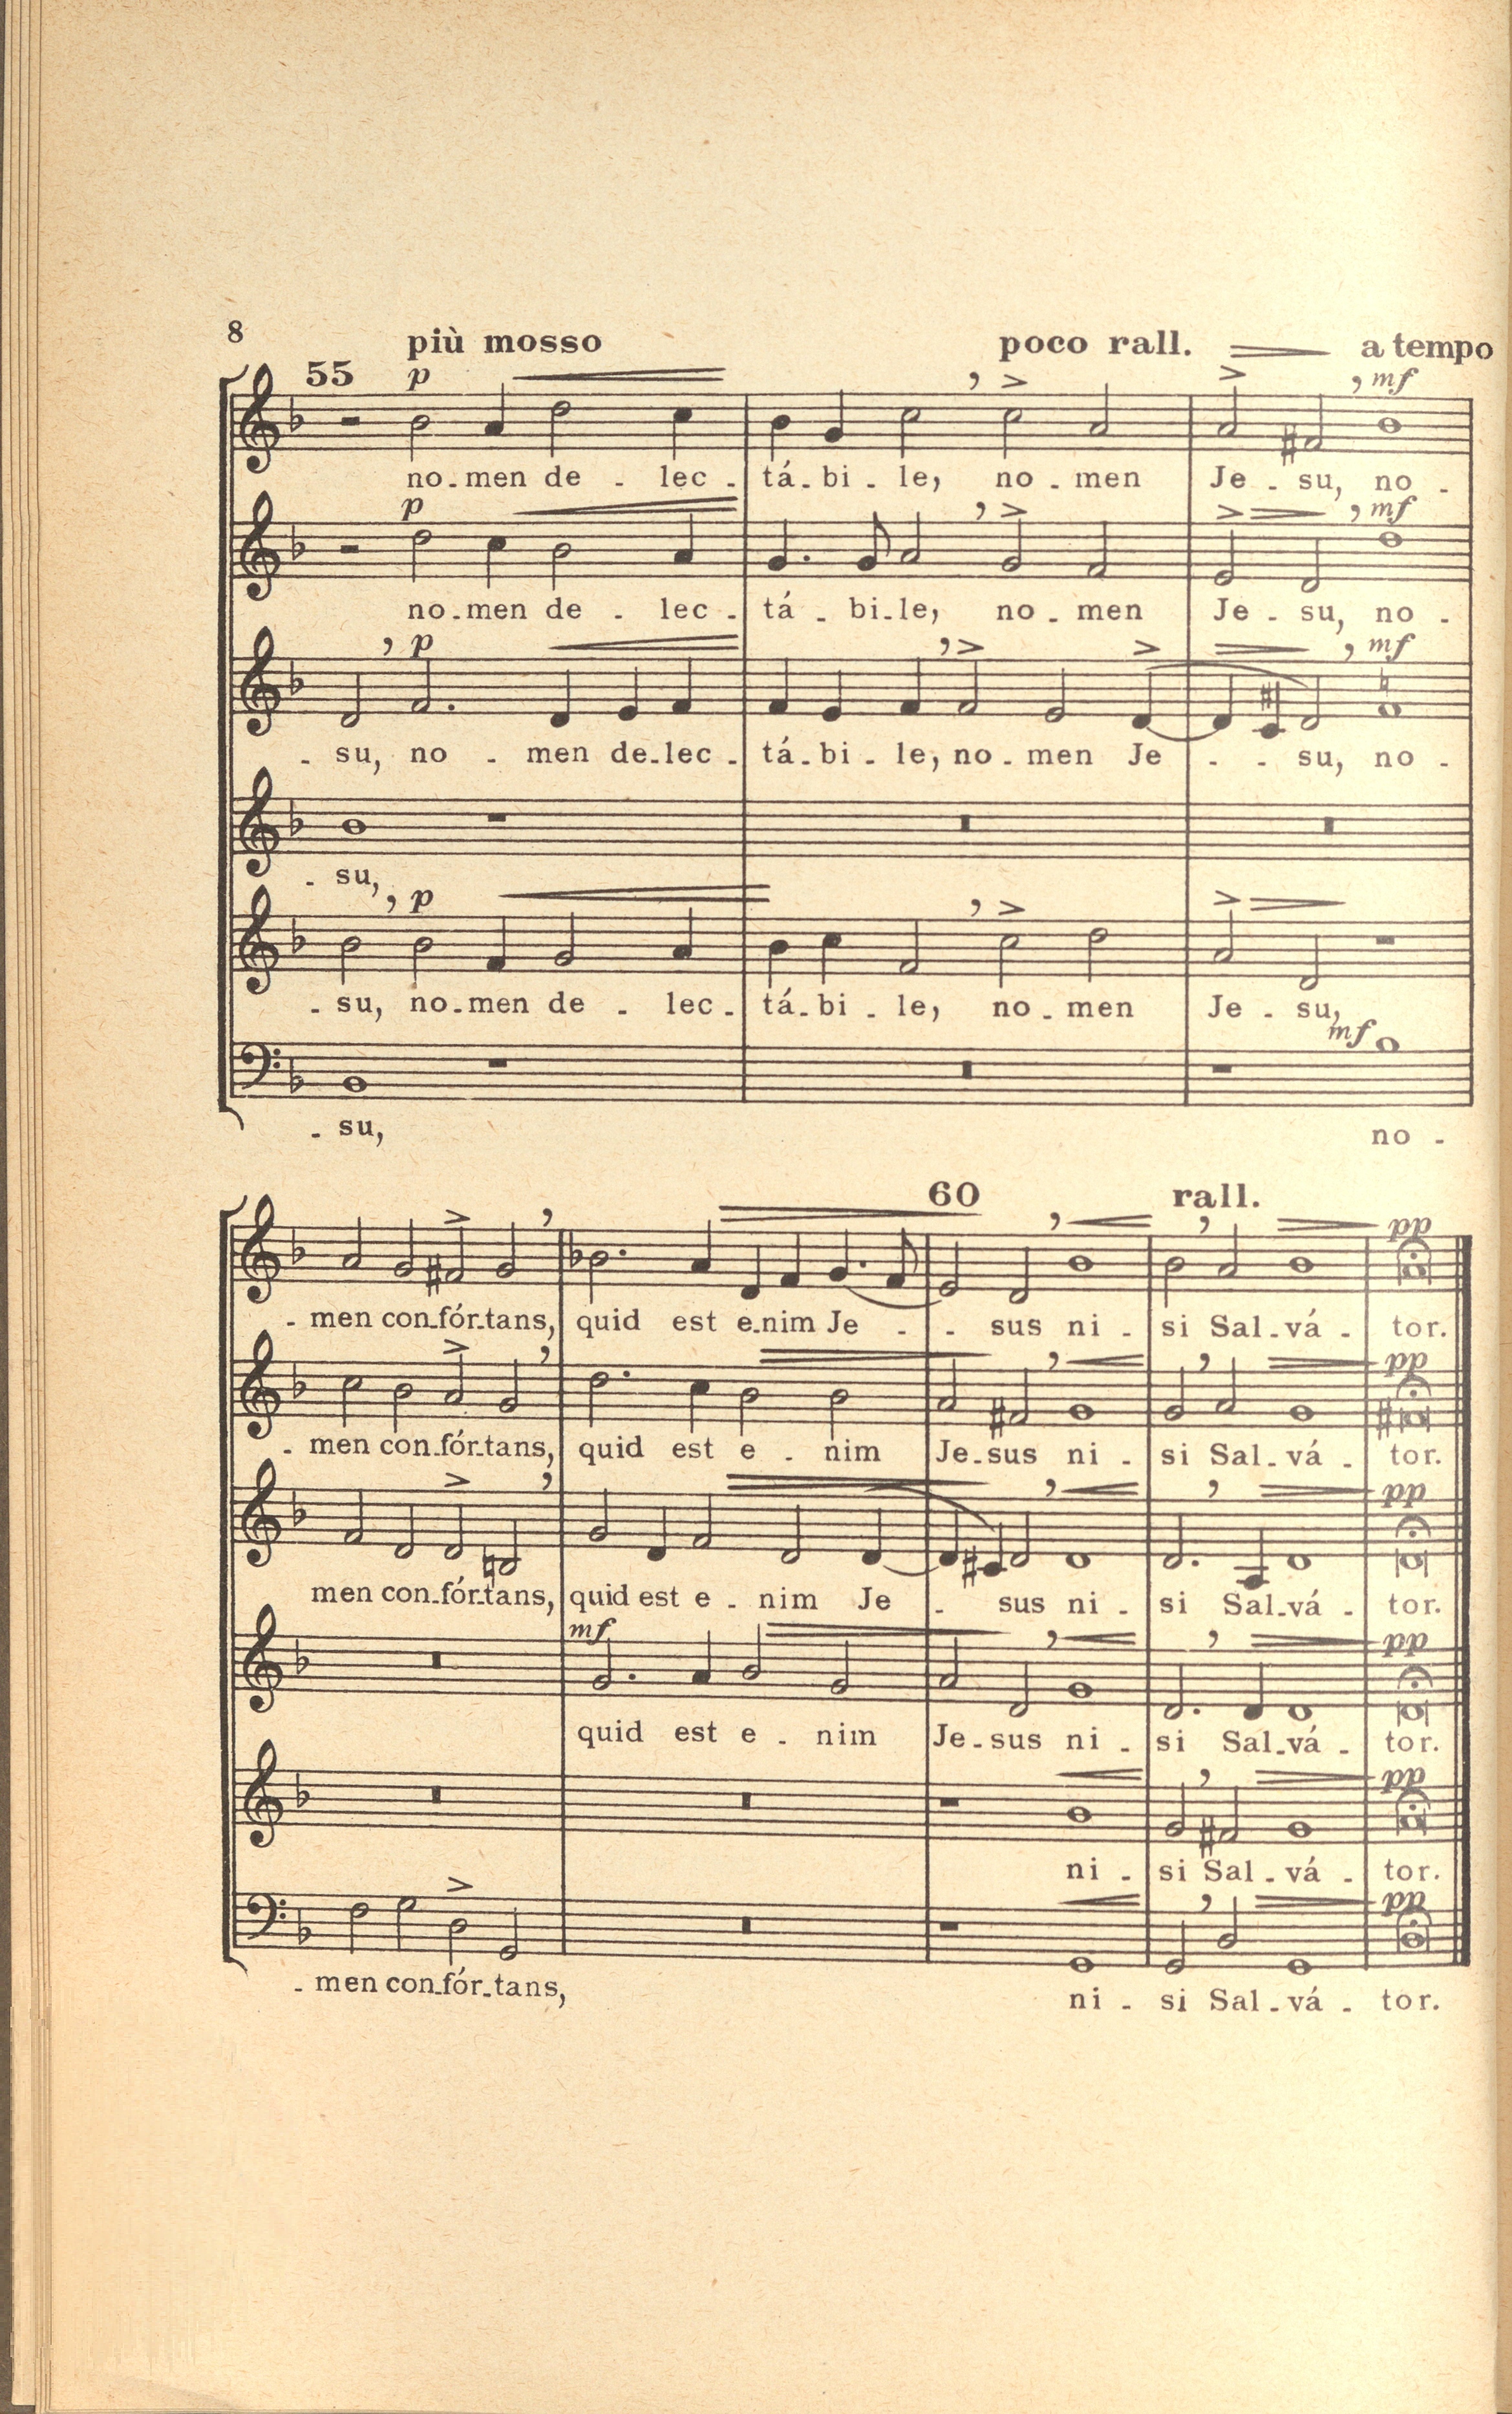 8 più mosso poco rall. a tempo
55 p mf
no-men de-lec-tá-bi-le, no-men Je-su, no-
p mf
no-men de-lec-tá-bi-le, no-men Je-su, no-
p mf
-su, no-men de-lec-tá-bi-le, no-men Je--su, no-
-su,
p
-su, no-men de-lec-tá-bi-le, no-men Je-su,
mf
-su, no-
60 rall.
pp
-men con-fór-tans, quid est e-nim Je--sus ni-si Sal-vá-tor.
pp
-men con-fór-tans, quid est e-nim Je-sus ni-si Sal-vá-tor.
pp
men con-fór-tans, quid est e-nim Je-sus ni-si Sal-vá-tor.
mf pp
quid est e-nim Je-sus ni-si Sal-vá-tor.
pp
ni-si Sal-vá-tor.
pp
-men con-fór-tans, ni-si Sal-vá-tor.